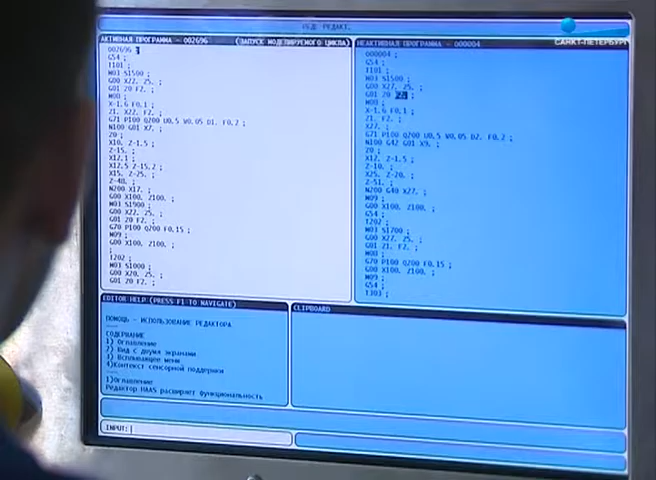 РЕЖ: РЕДАКТ.
САНКТ-ПЕТЕРБУРГ
АКТИВНАЯ ПРОГРАММА - 002696 (ЗАПУСК МОДЕЛИРУЕМОГО ЦИКЛА)
002696 ;
G54 ;
T101 ;
M03 S1500 ;
G00 X22. Z5. ;
G01 Z0 F2. ;
M08 ;
X-1.6 F0.1 ;
Z1. X22. F2. ;
G71 P100 Q200 U0.5 W0.05 D1. F0.2 ;
N100 G01 X7. ;
Z0 ;
X10. Z-1.5 ;
Z-15. ;
X12.1 ;
X12.5 Z-15.2 ;
X15. Z-25. ;
Z-48. ;
N200 X17. ;
G00 X100. Z100. ;
M03 S1900 ;
G00 X22. Z5. ;
G01 Z0 F2. ;
G70 P100 Q200 F0.15 ;
M09 ;
G00 X100. Z100. ;
;
T202 ;
M03 S1000 ;
G00 X20. Z5. ;
G01 Z0 F2. ;
НЕАКТИВНАЯ ПРОГРАММА - 000004
000004 ;
G54 ;
T101 ;
M03 S1500 ;
G00 X27. Z5. ;
G01 Z0 F2. ;
M08 ;
X-1.6 F0.1 ;
Z1. F2. ;
X27. ;
G71 P100 Q200 U0.5 W0.05 D2. F0.2 ;
N100 G42 G01 X9. ;
Z0 ;
X12. Z-1.5 ;
Z-10. ;
X25. Z-20. ;
Z-51. ;
N200 G40 X27. ;
M09 ;
G00 X100. Z100. ;
G54 ;
T202 ;
M03 S1700 ;
G00 X27. Z5. ;
G01 Z1. F2. ;
M08 ;
G70 P100 Q200 F0.15 ;
G00 X100. Z100. ;
M09 ;
G54 ;
T303 ;
EDITOR HELP (PRESS F1 TO NAVIGATE)
ПОМОЩЬ - ИСПОЛЬЗОВАНИЕ РЕДАКТОРА
СОДЕРЖАНИЕ
1) Оглавление
2) Вид с двумя экранами
3) Всплывающее меню
4)Контекст сенсорной поддержки
1)Оглавление
Редактор HAAS расширяет функциональность
CLIPBOARD
INPUT: